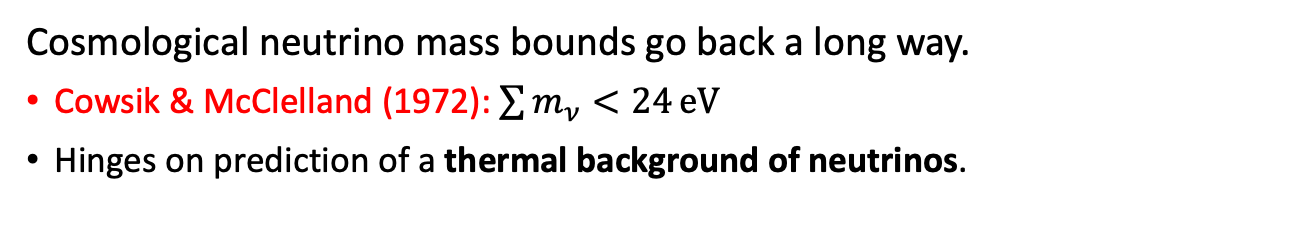 Cosmological neutrino mass bounds go back a long way.
• Cowsik & McClelland (1972): ∑ 𝑚𝜈 < 24 eV
• Hinges on prediction of a thermal background of neutrinos.